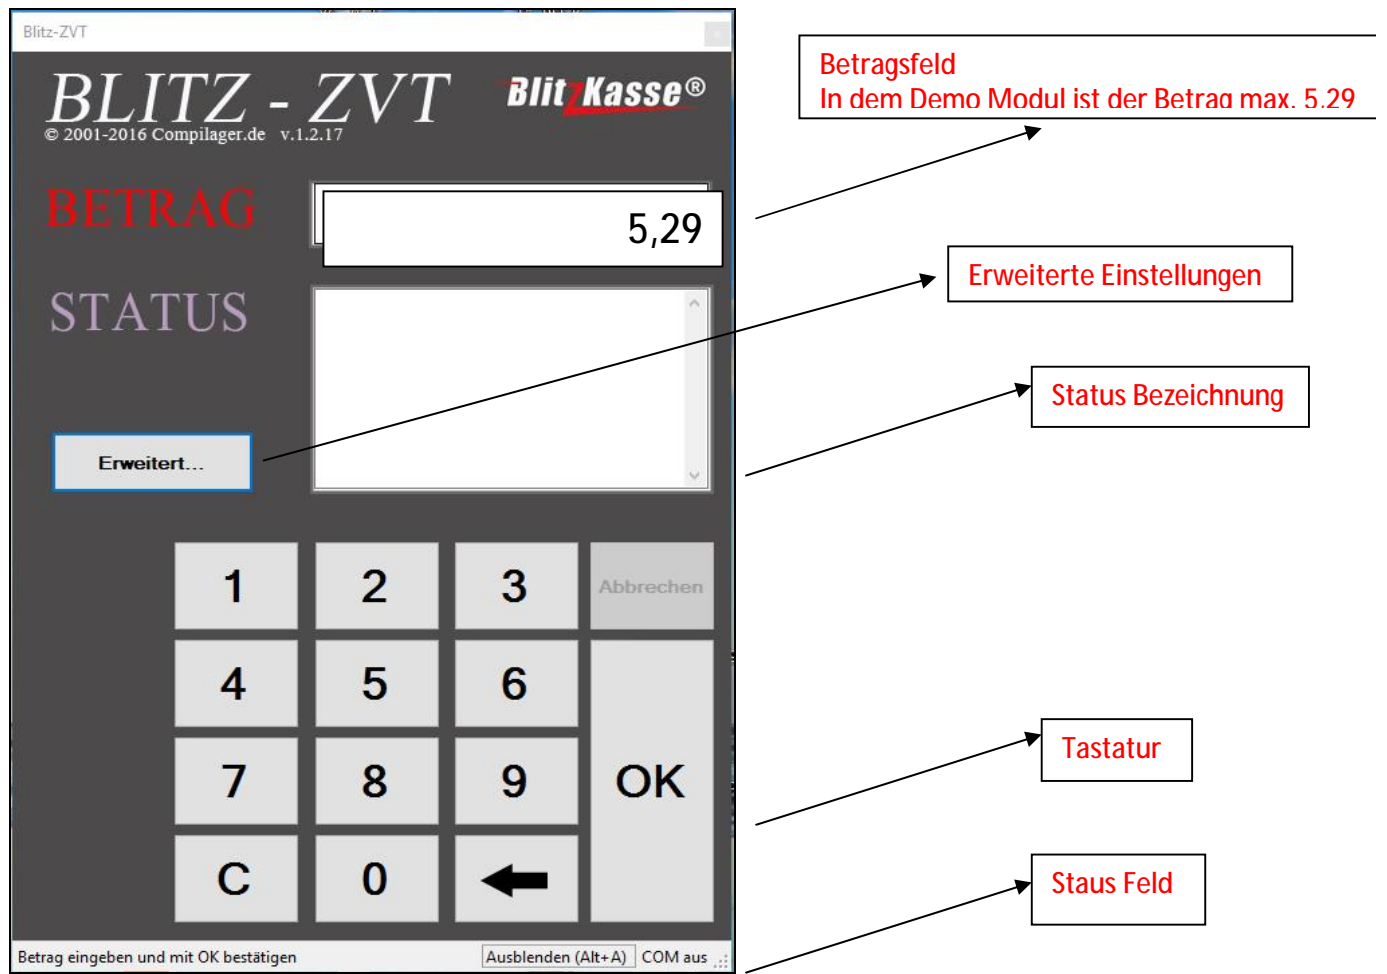 Blitz-ZVT
BLITZ - ZVT
BlitzKasse®
© 2001-2016 Compilager.de v.1.2.17
Betragsfeld
In dem Demo Modul ist der Betrag max. 5.29
BETRAG
5,29
Erweiterte Einstellungen
STATUS
Status Bezeichnung
Erweitert...
1 2 3 Abbrechen
4 5 6
Tastatur
7 8 9 OK
C 0
Staus Feld
Betrag eingeben und mit OK bestätigen
Ausblenden (Alt+A) COM aus